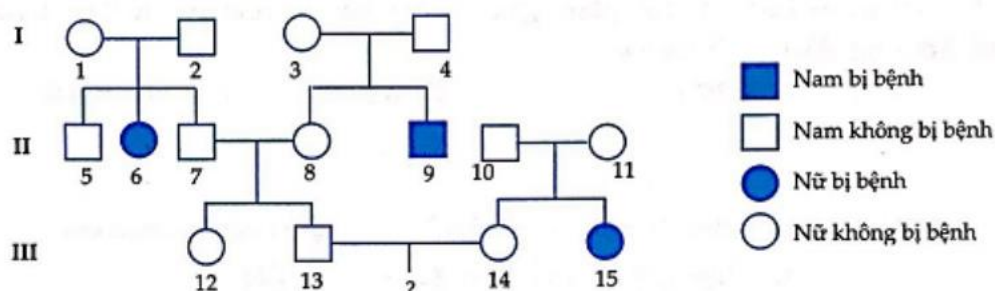 I
1 2 3 4
Nam bị bệnh
II
5 6 7 8 9 10 11
Nam không bị bệnh
Nữ bị bệnh
III
12 13 ? 14 15
Nữ không bị bệnh